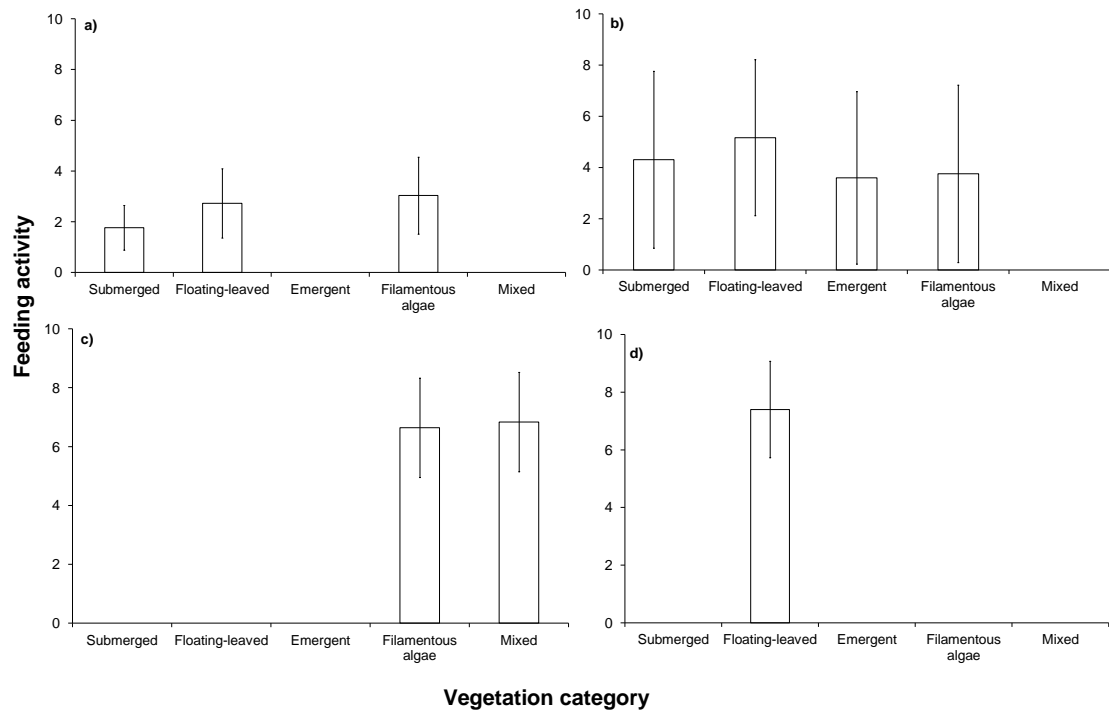 a)
10
8
6
4
2
0
Submerged Floating-leaved Emergent Filamentous Mixed
algae
b)
10
8
6
4
2
0
Submerged Floating-leaved Emergent Filamentous Mixed
algae
Feeding activity
c)
10
8
6
4
2
0
Submerged Floating-leaved Emergent Filamentous Mixed
algae
d)
10
8
6
4
2
0
Submerged Floating-leaved Emergent Filamentous Mixed
algae
Vegetation category